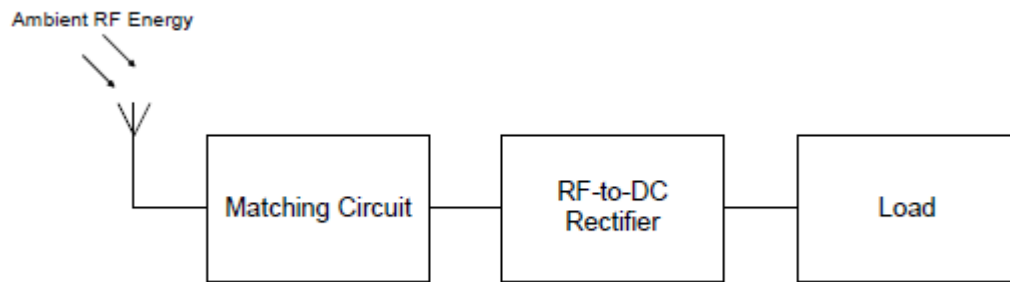 Ambient RF Energy
Matching Circuit
RF-to-DC
Rectifier
Load